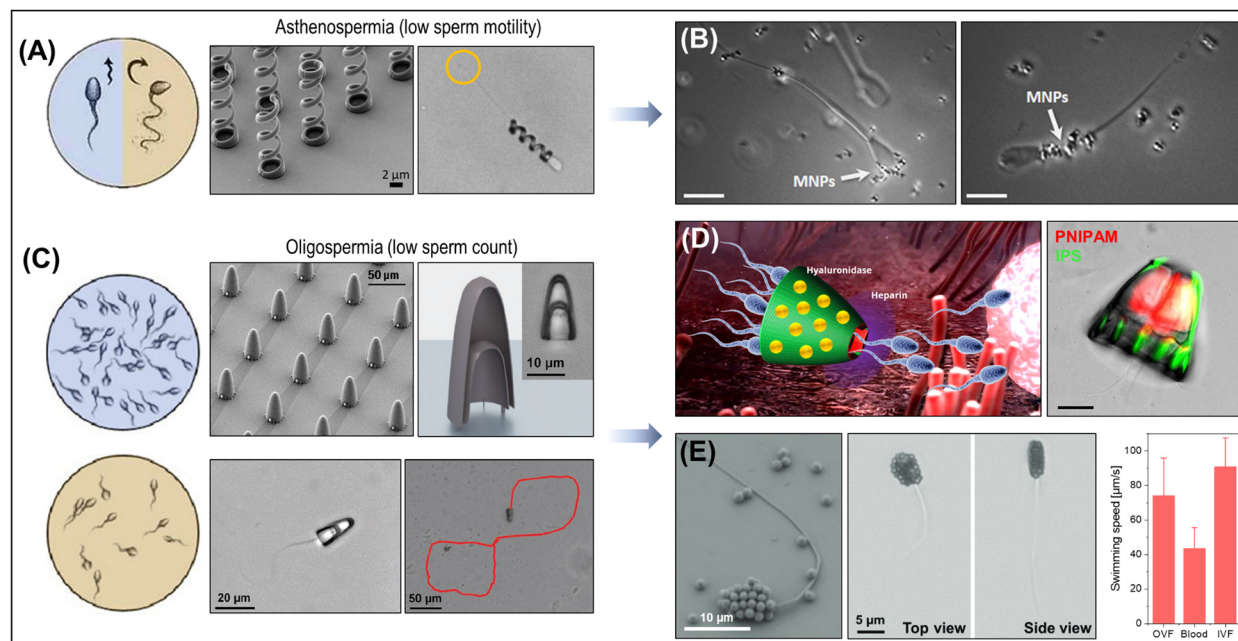 (A)
Asthenospermia (low sperm motility)
2 µm
(B)
MNPs
MNPs
(C)
Oligospermia (low sperm count)
50 µm
10 µm
20 µm
50 µm
(D)
Hyaluronidase
Heparin
PNIPAM
IPS
(E)
10 µm
5 µm
Top view
Side view
Swimming speed [µm/s]
100
80
60
40
20
0
OVF Blood IVF